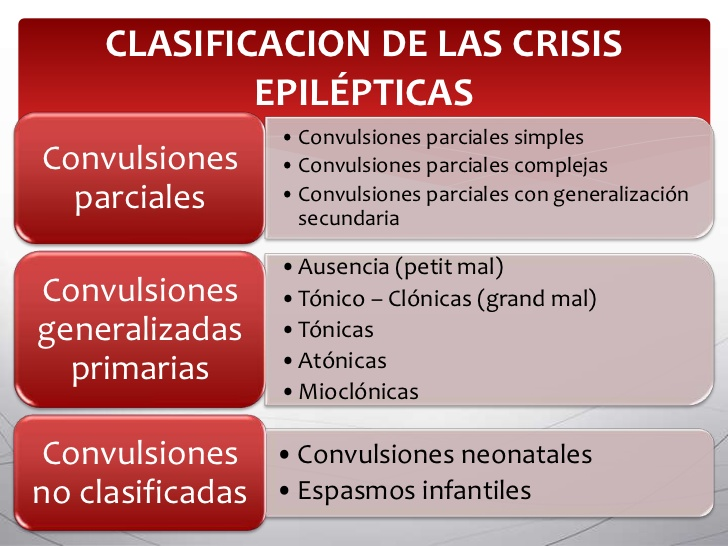 CLASIFICACION DE LAS CRISIS
EPILÉPTICAS
Convulsiones
parciales
• Convulsiones parciales simples
• Convulsiones parciales complejas
• Convulsiones parciales con generalización
secundaria
Convulsiones
generalizadas
primarias
• Ausencia (petit mal)
• Tónico – Clónicas (grand mal)
• Tónicas
• Atónicas
• Mioclónicas
Convulsiones
no clasificadas
• Convulsiones neonatales
• Espasmos infantiles